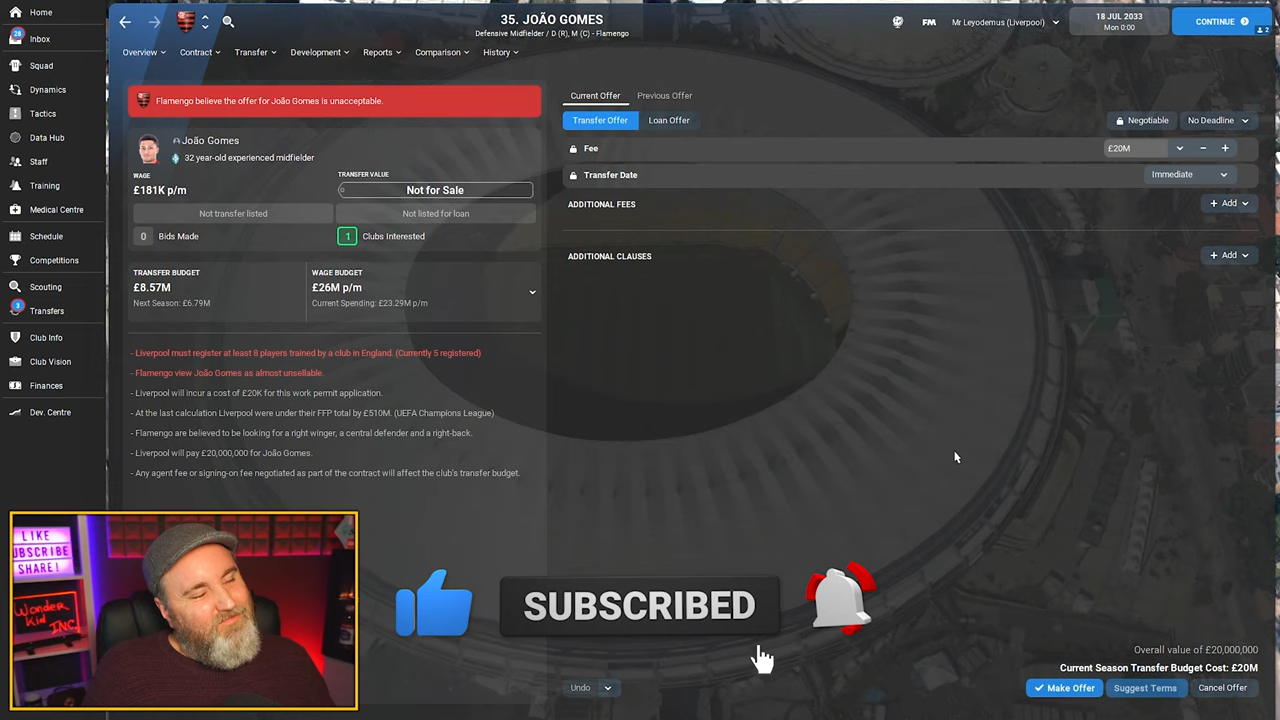 Home
28
Inbox
Squad
Dynamics
Tactics
Data Hub
Staff
Training
Medical Centre
Schedule
Competitions
Scouting
3
Transfers
Club Info
Club Vision
Finances
Dev. Centre
35. JOÃO GOMES
Defensive Midfielder / D (R), M (C) - Flamengo
FM
Mr Leyodemus (Liverpool)
18 JUL 2033
Mon 0:00
CONTINUE
2
Overview
Contract
Transfer
Development
Reports
Comparison
History
Flamengo believe the offer for João Gomes is unacceptable.
João Gomes
32 year-old experienced midfielder
WAGE
£181K p/m
TRANSFER VALUE
Not for Sale
Not transfer listed
Not listed for loan
0 Bids Made
1 Clubs Interested
TRANSFER BUDGET
£8.57M
Next Season: £6.79M
WAGE BUDGET
£26M p/m
Current Spending: £23.29M p/m
- Liverpool must register at least 8 players trained by a club in England. (Currently 5 registered)
- Flamengo view João Gomes as almost unsellable.
- Liverpool will incur a cost of £20K for this work permit application.
- At the last calculation Liverpool were under their FFP total by £510M. (UEFA Champions League)
- Flamengo are believed to be looking for a right winger, a central defender and a right-back.
- Liverpool will pay £20,000,000 for João Gomes.
- Any agent fee or signing-on fee negotiated as part of the contract will affect the club's transfer budget.
Current Offer
Previous Offer
Transfer Offer
Loan Offer
Negotiable
No Deadline
Fee
£20M
Transfer Date
Immediate
ADDITIONAL FEES
+ Add
ADDITIONAL CLAUSES
+ Add
LIKE
SUBSCRIBE
SHARE!
Wonder
Kid
INC.
SUBSCRIBED
Undo
Overall value of £20,000,000
Current Season Transfer Budget Cost: £20M
Make Offer
Suggest Terms
Cancel Offer